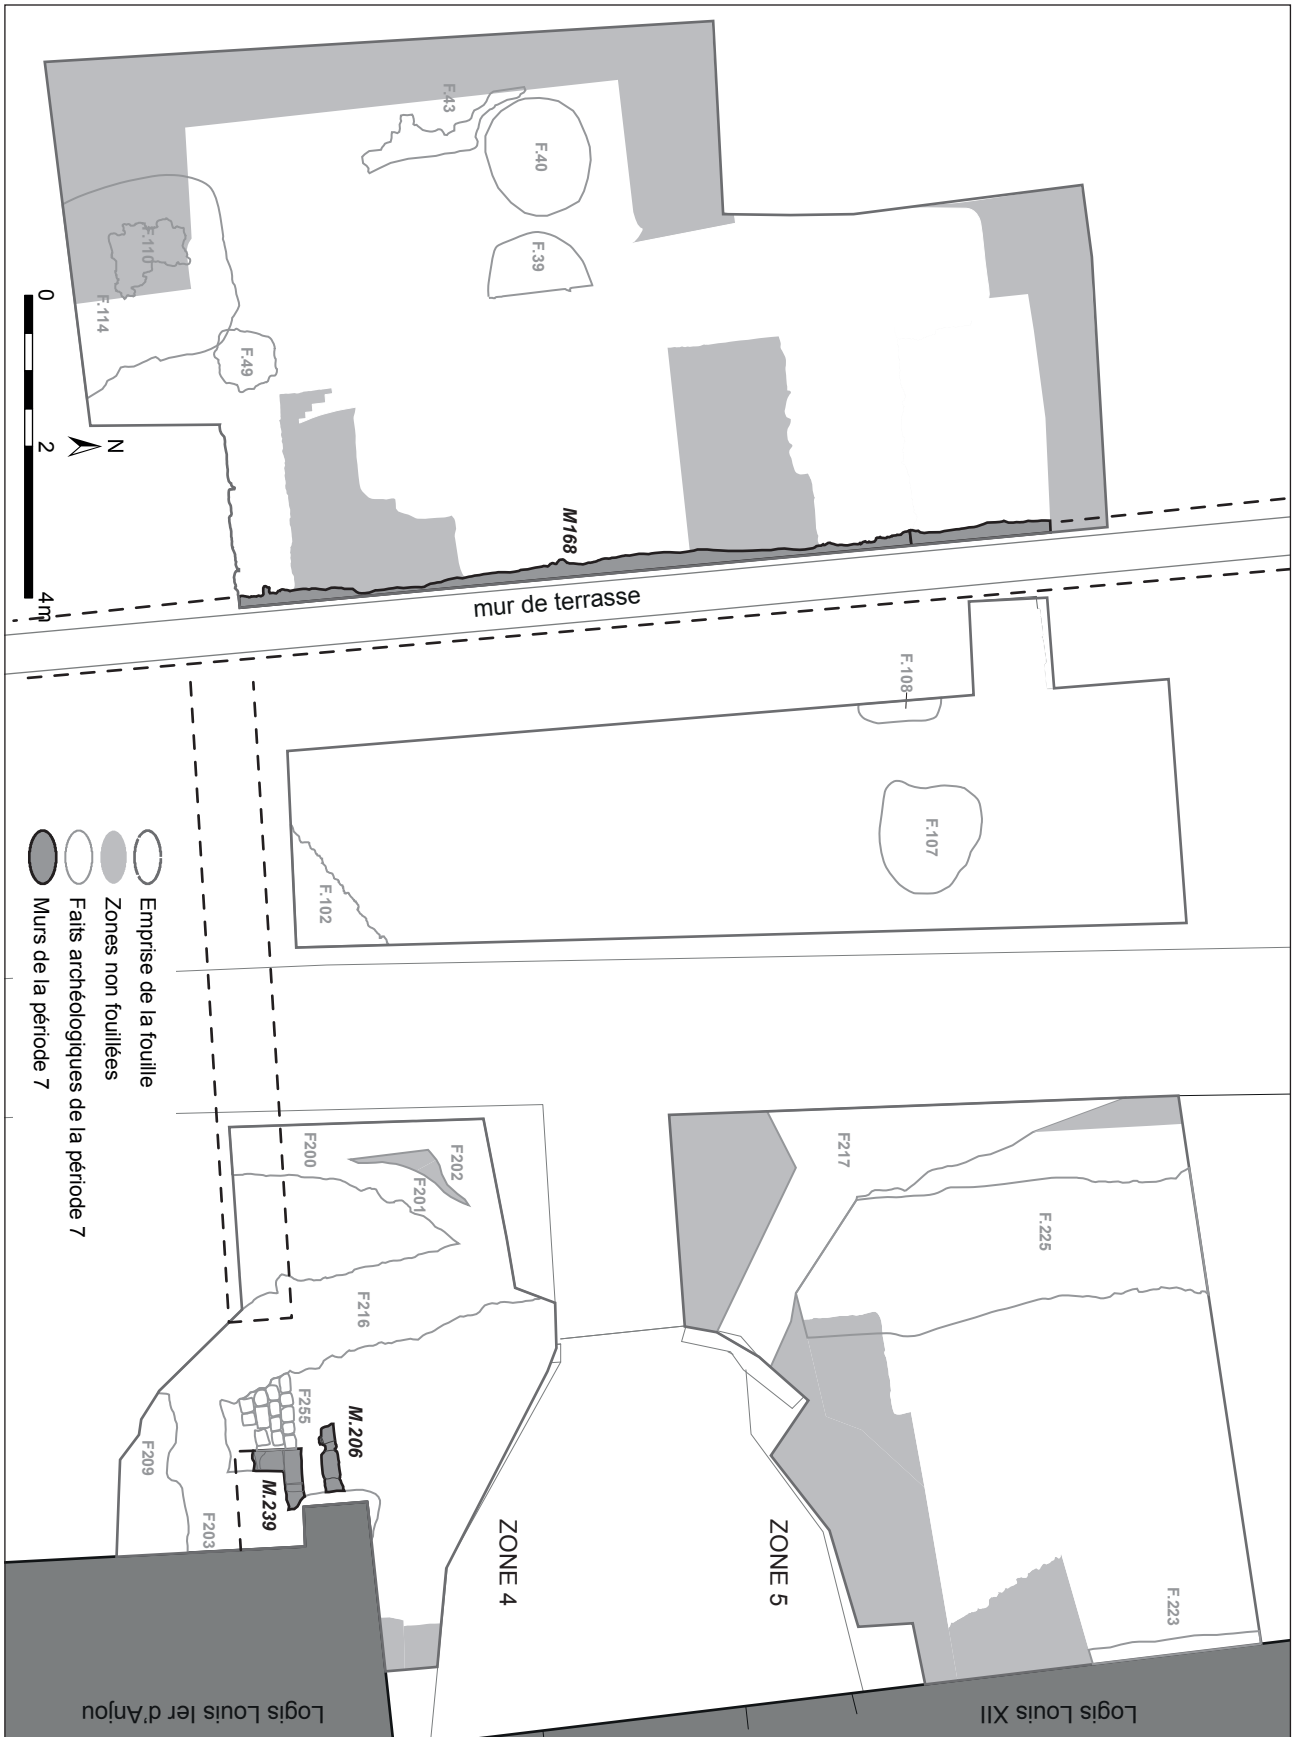 F.43
F.40
F.39
F.110
F.114
F.49
0
2
4m
N
M168
mur de terrasse
F.108
F.107
F.102
Emprise de la fouille
Zones non fouillées
Faits archéologiques de la période 7
Murs de la période 7
F200
F202
F201
F217
F.225
F216
F255
M.206
M.239
F209
F203
ZONE 4
ZONE 5
F.223
Logis Louis Ier d'Anjou
Logis Louis XII